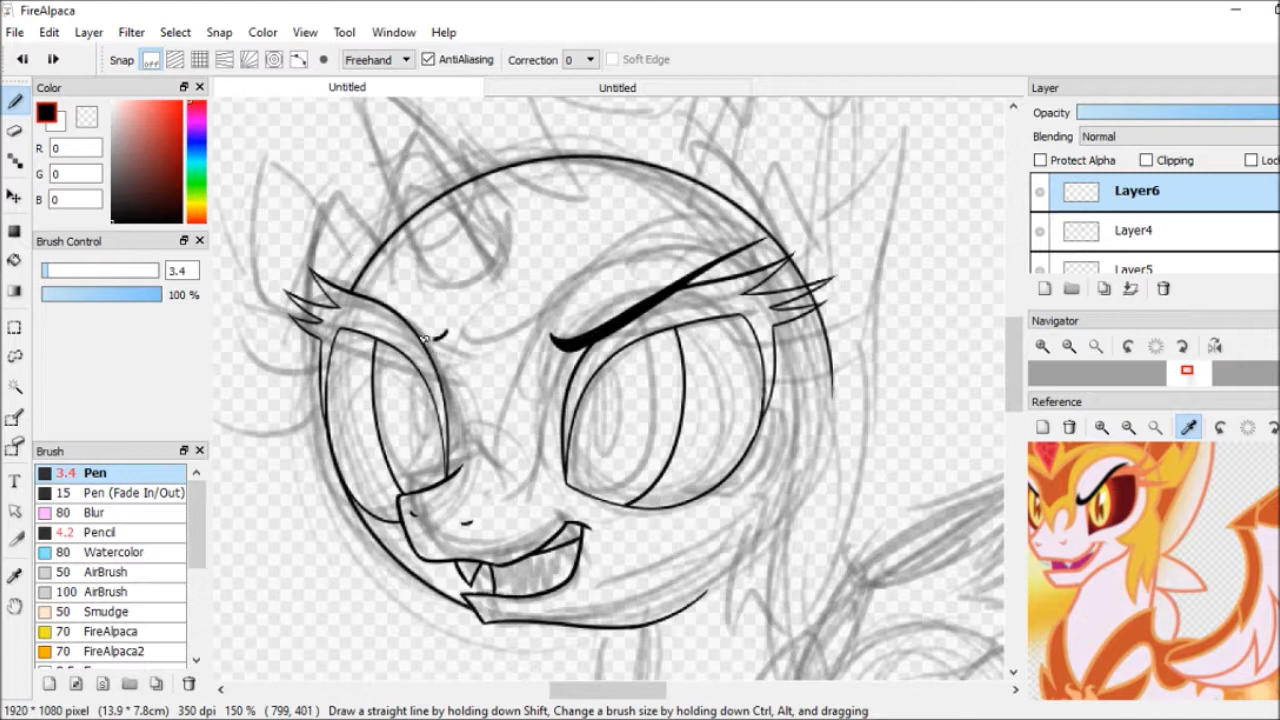 FireAlpaca
File Edit Layer Filter Select Snap Color View Tool Window Help
Snap off Freehand AntiAliasing Correction 0 Soft Edge
Color
R 0
G 0
B 0
Brush Control
3.4
100 %
Brush
3.4 Pen
15 Pen (Fade In/Out)
80 Blur
4.2 Pencil
80 Watercolor
50 AirBrush
100 AirBrush
50 Smudge
70 FireAlpaca
70 FireAlpaca2
Untitled Untitled
Layer
Opacity
Blending Normal
Protect Alpha Clipping Loc
Layer6
Layer4
Layer5
Navigator
Reference
1920 * 1080 pixel (13.9 * 7.8cm) 350 dpi 150 % ( 799, 401 ) Draw a straight line by holding down Shift, Change a brush size by holding down Ctrl, Alt, and dragging